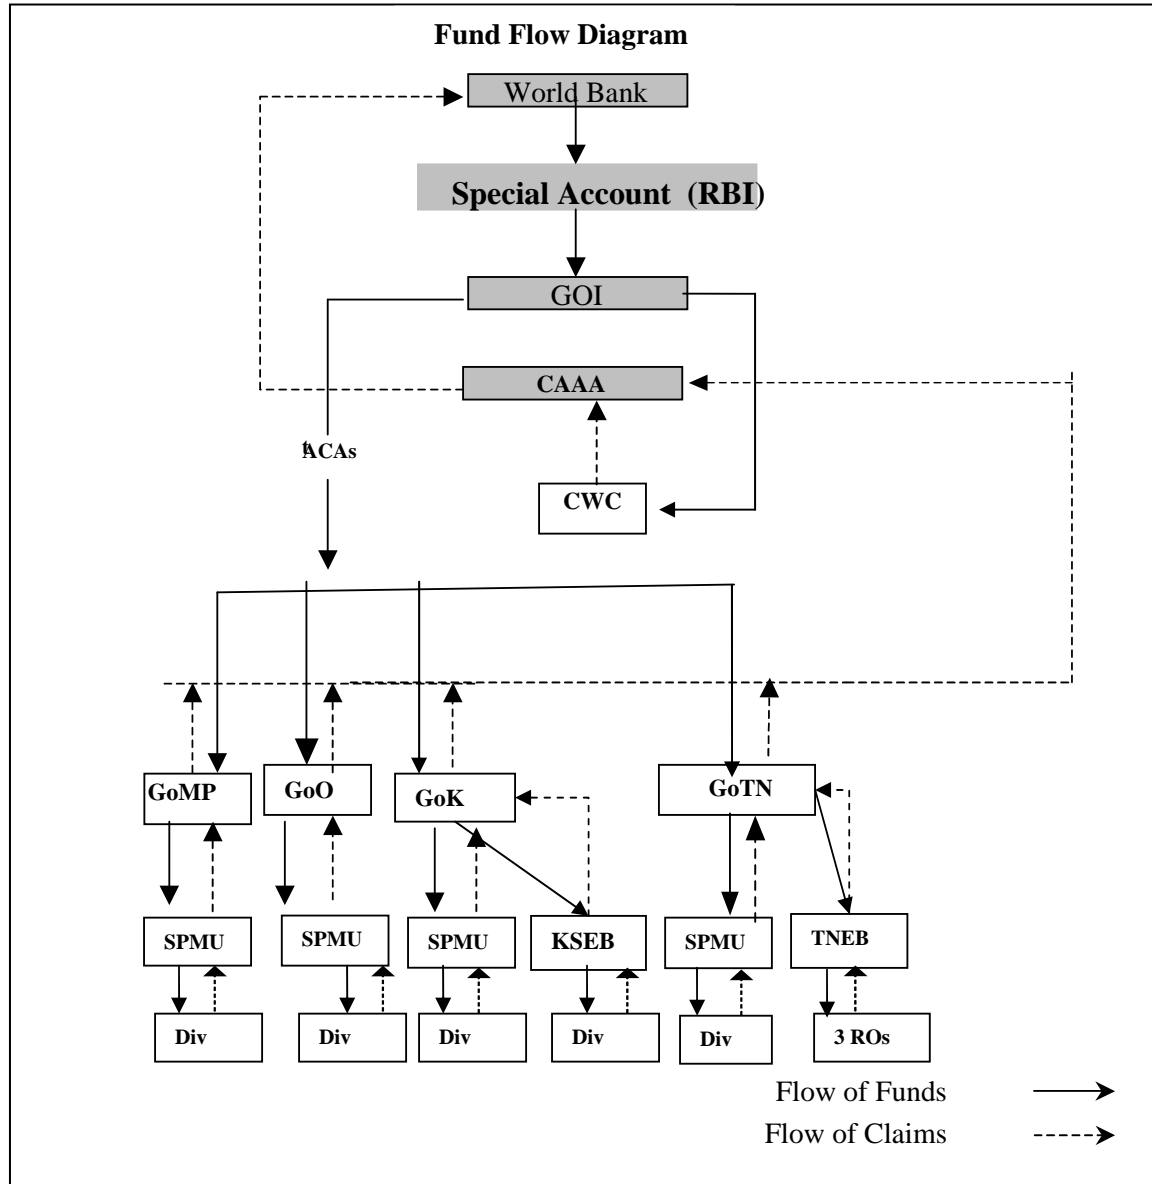 Fund Flow Diagram
World Bank
Special Account (RBI)
GOI
CAAA
ACAs
CWC
GoMP
GoO
GoK
GoTN
SPMU
SPMU
SPMU
KSEB
SPMU
TNEB
Div
Div
Div
Div
Div
3 ROs
Flow of Funds
Flow of Claims